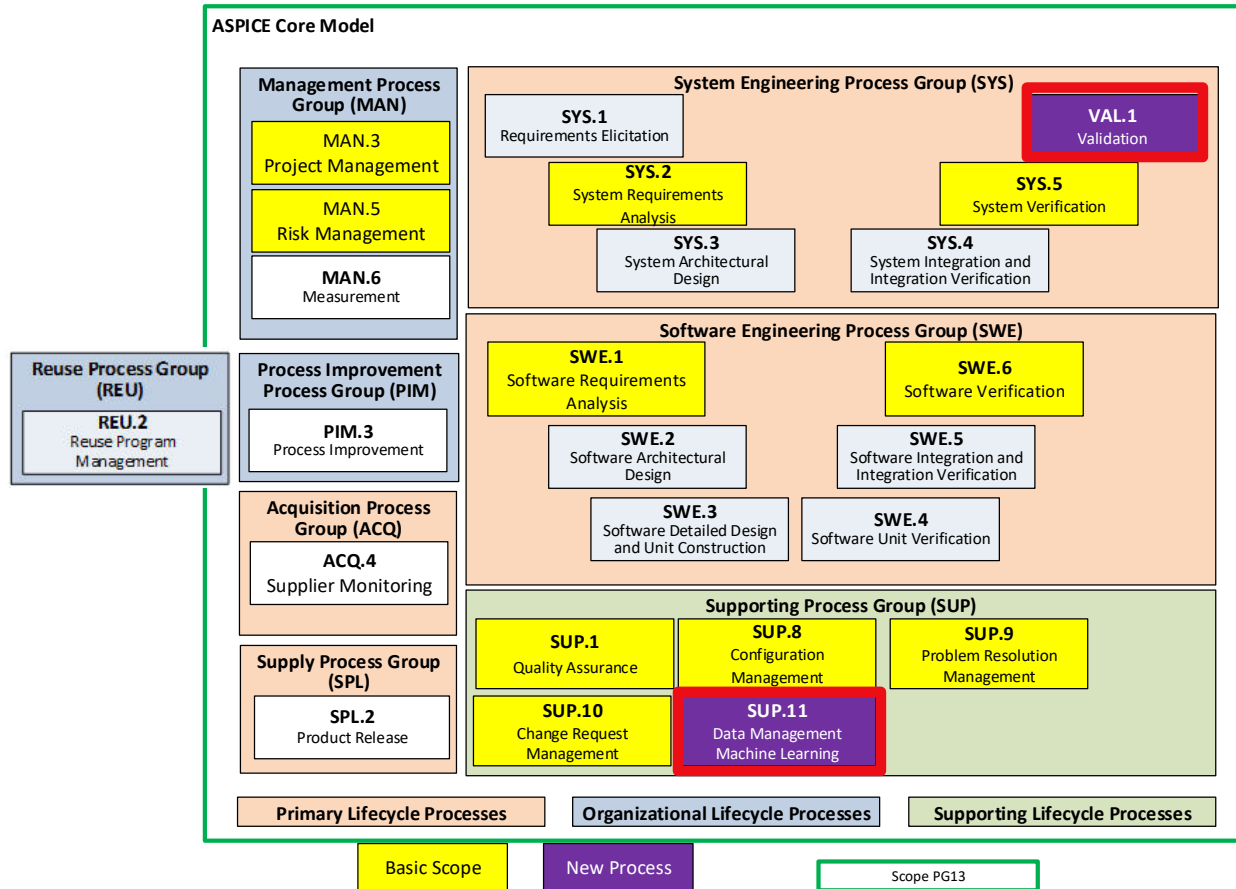 ASPICE Core Model
Management Process
Group (MAN)
MAN.3
Project Management
MAN.5
Risk Management
MAN.6
Measurement
System Engineering Process Group (SYS)
SYS.1
Requirements Elicitation
VAL.1
Validation
SYS.2
System Requirements
Analysis
SYS.5
System Verification
SYS.3
System Architectural
Design
SYS.4
System Integration and
Integration Verification
Reuse Process Group
(REU)
REU.2
Reuse Program
Management
Process Improvement
Process Group (PIM)
PIM.3
Process Improvement
Software Engineering Process Group (SWE)
SWE.1
Software Requirements
Analysis
SWE.6
Software Verification
SWE.2
Software Architectural
Design
SWE.5
Software Integration and
Integration Verification
SWE.3
Software Detailed Design
and Unit Construction
SWE.4
Software Unit Verification
Acquisition Process
Group (ACQ)
ACQ.4
Supplier Monitoring
Supply Process Group
(SPL)
SPL.2
Product Release
Supporting Process Group (SUP)
SUP.1
Quality Assurance
SUP.8
Configuration
Management
SUP.9
Problem Resolution
Management
SUP.10
Change Request
Management
SUP.11
Data Management
Machine Learning
Primary Lifecycle Processes
Organizational Lifecycle Processes
Supporting Lifecycle Processes
Basic Scope
New Process
Scope PG13